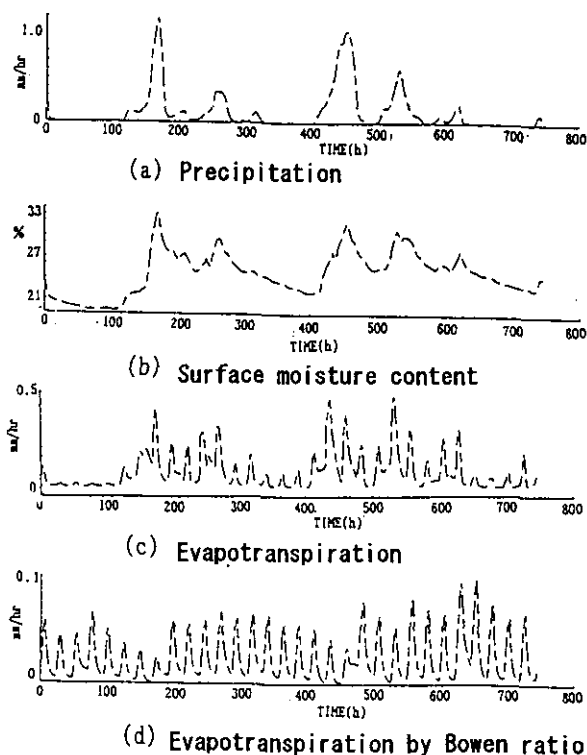 1.0
mm/hr
0
0 100 200 300 400 500 600 700 800
TIME(h)
(a) Precipitation
33
%
27
21
0 100 200 300 400 500 600 700 800
TIME(h)
(b) Surface moisture content
0.5
mm/hr
0
0 100 200 300 400 500 600 700 800
TIME(h)
(c) Evapotranspiration
0.1
mm/hr
0
0 100 200 300 400 500 600 700 800
TIME(h)
(d) Evapotranspiration by Bowen ratio